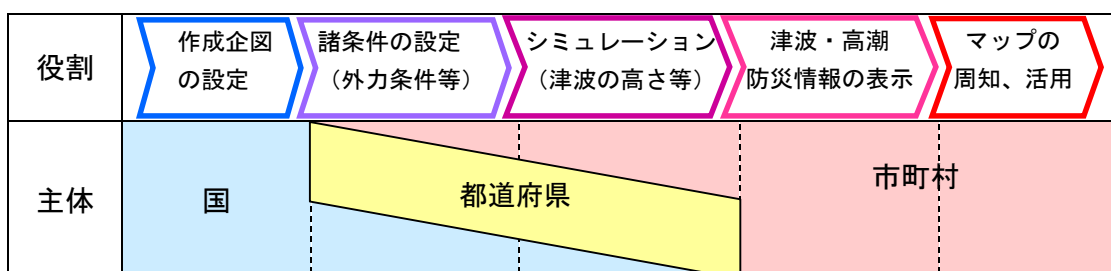 役割
作成企図
の設定
諸条件の設定
（外力条件等）
シミュレーション
（津波の高さ等）
津波・高潮
防災情報の表示
マップの
周知、活用
主体
国
都道府県
市町村